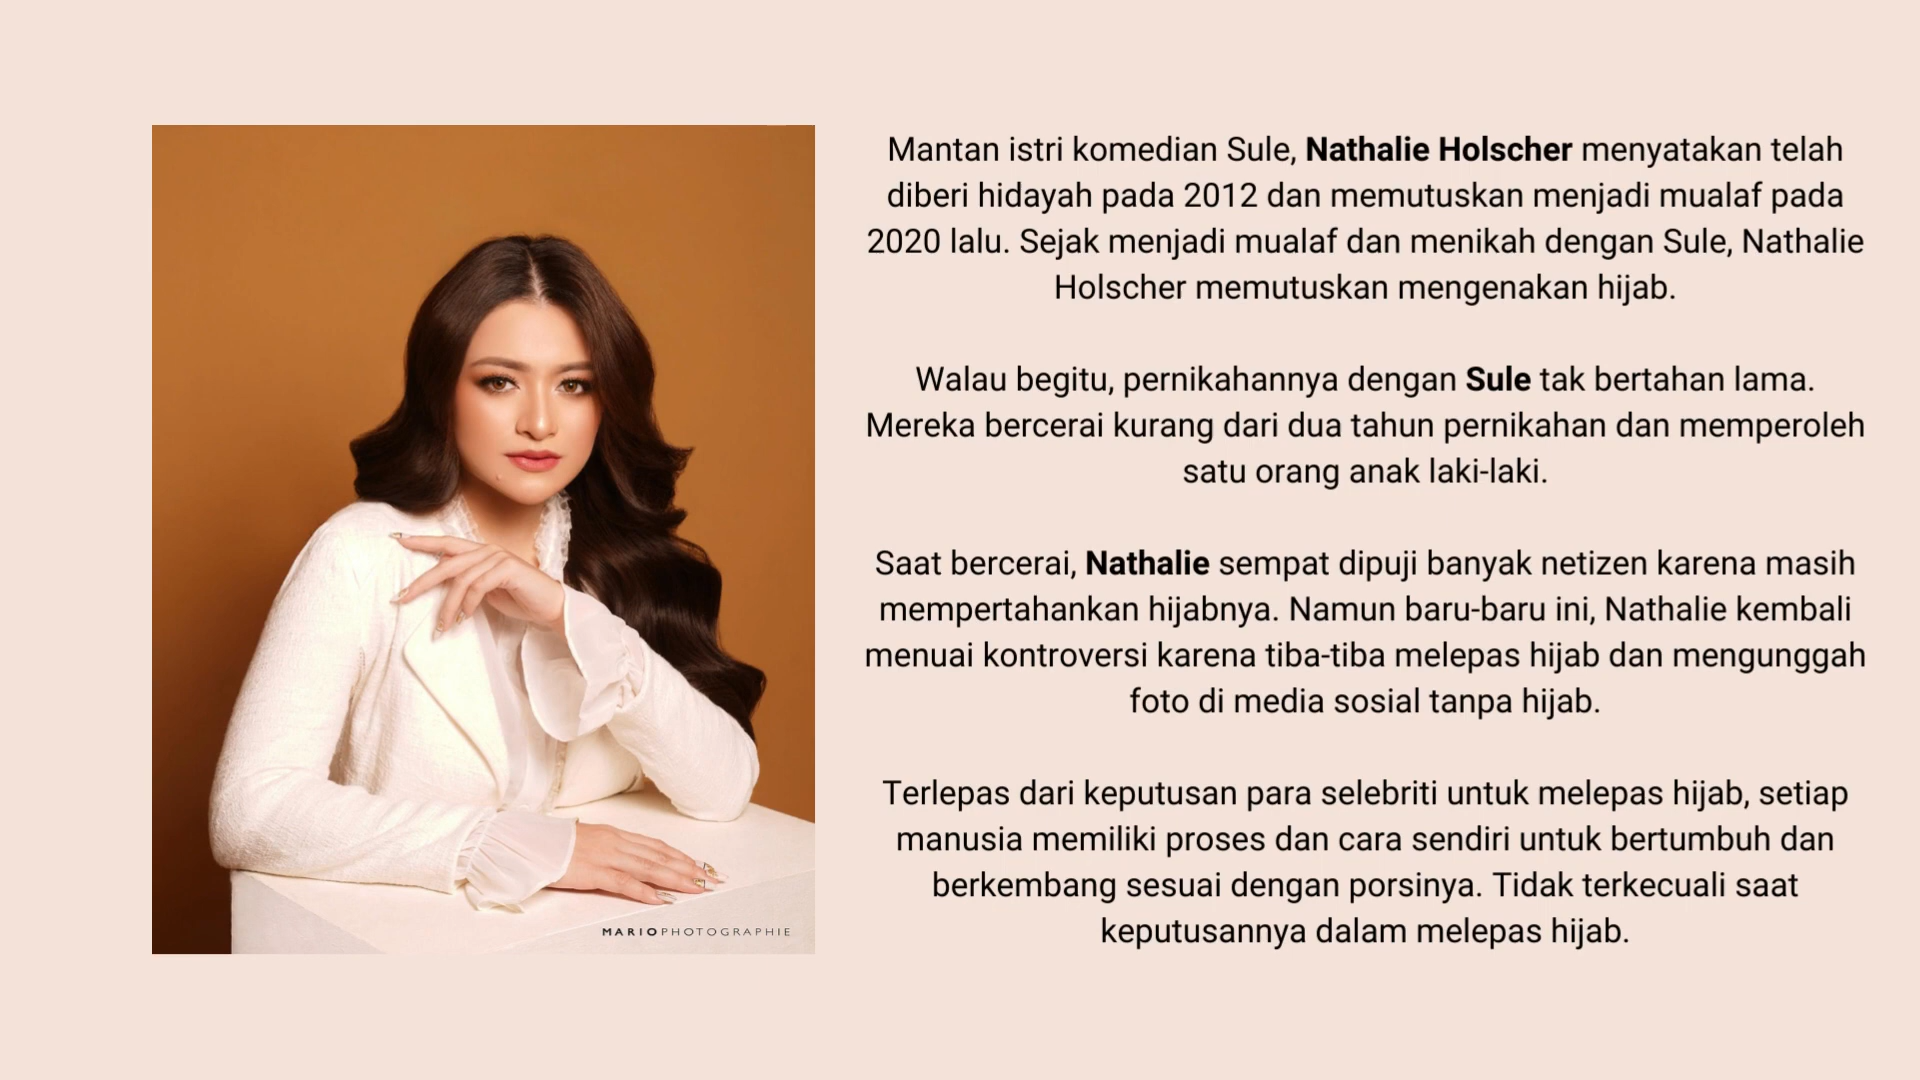 Mantan istri komedian Sule, Nathalie Holscher menyatakan telah
diberi hidayah pada 2012 dan memutuskan menjadi mualaf pada
2020 lalu. Sejak menjadi mualaf dan menikah dengan Sule, Nathalie
Holscher memutuskan mengenakan hijab.
Walau begitu, pernikahannya dengan Sule tak bertahan lama.
Mereka bercerai kurang dari dua tahun pernikahan dan memperoleh
satu orang anak laki-laki.
Saat bercerai, Nathalie sempat dipuji banyak netizen karena masih
mempertahankan hijabnya. Namun baru-baru ini, Nathalie kembali
menuai kontroversi karena tiba-tiba melepas hijab dan mengunggah
foto di media sosial tanpa hijab.
Terlepas dari keputusan para selebriti untuk melepas hijab, setiap
manusia memiliki proses dan cara sendiri untuk bertumbuh dan
berkembang sesuai dengan porsinya. Tidak terkecuali saat
keputusannya dalam melepas hijab.
MARIOPHOTOGRAPHIE